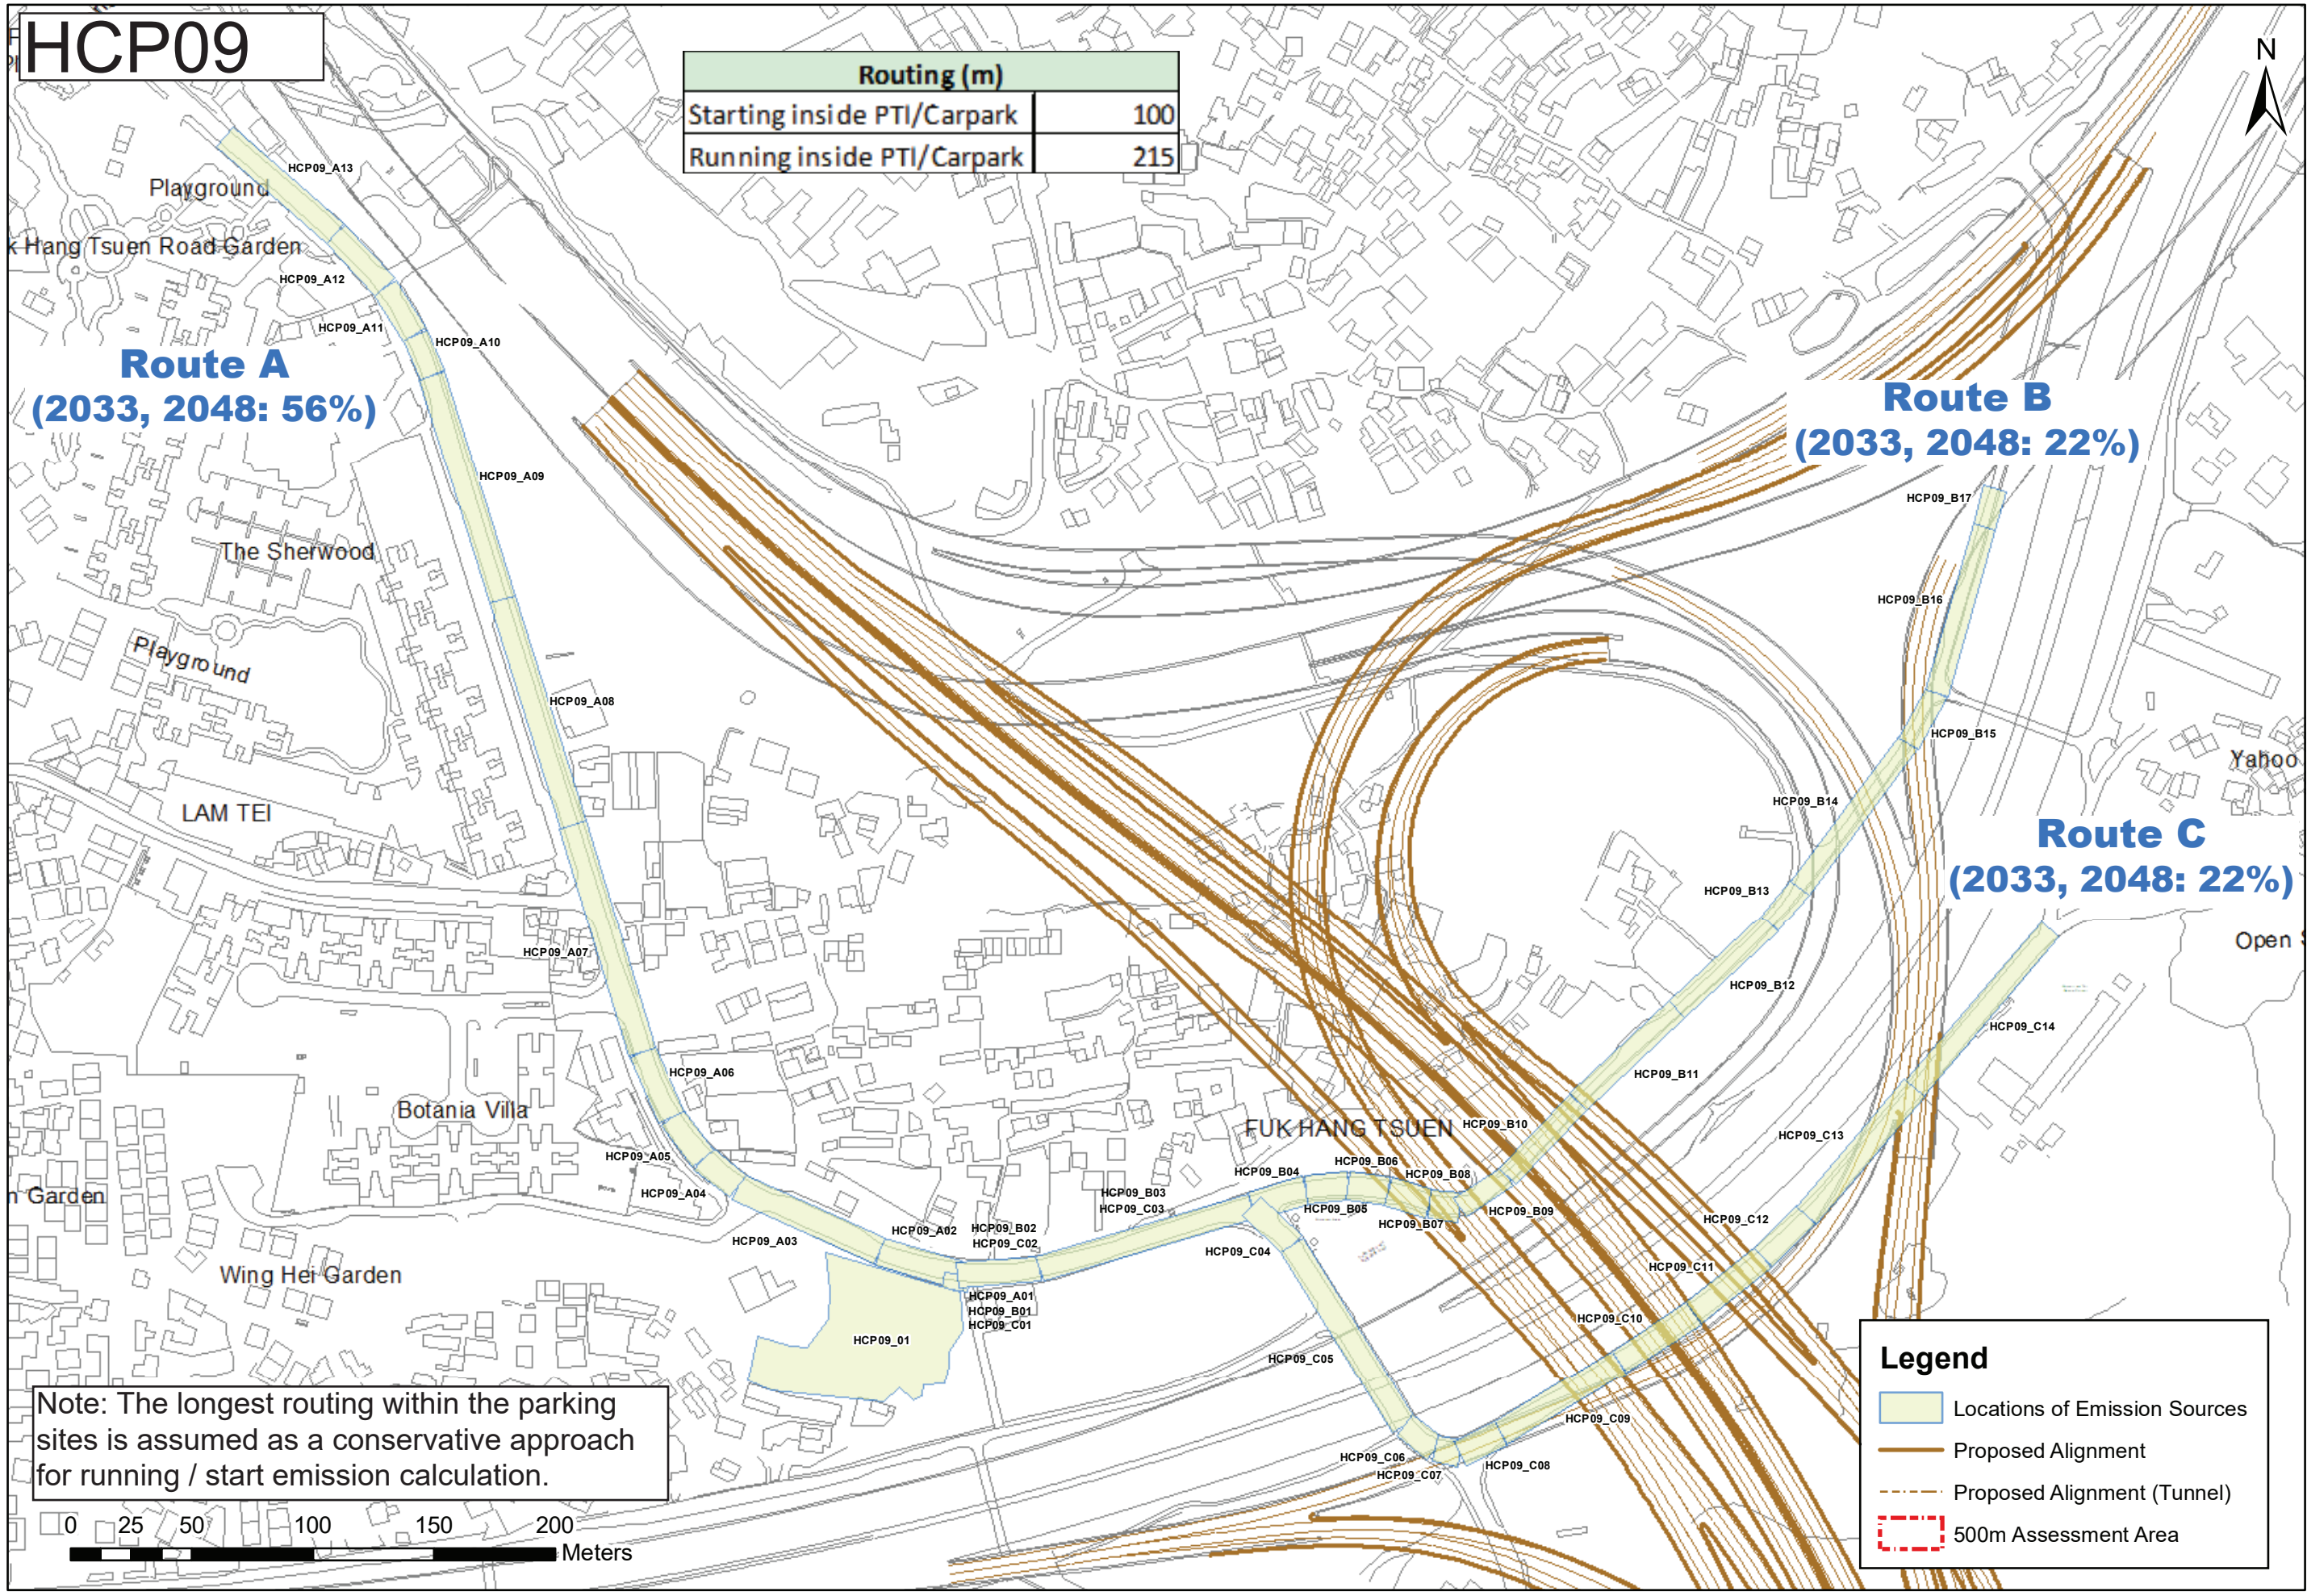 HCP09
N
Routing (m)
Starting inside PTI/Carpark 100
Running inside PTI/Carpark 215
HCP09_A13
Playground
k Hang Tsuen Road Garden
HCP09_A12
HCP09_A11
HCP09_A10
Route A
(2033, 2048: 56%)
Route B
(2033, 2048: 22%)
HCP09_A09
HCP09_B17
The Sherwood
HCP09_B16
Playground
HCP09_A08
HCP09_B15
Yahoo
HCP09_B14
LAM TEI
Route C
(2033, 2048: 22%)
HCP09_B13
Open
HCP09_A07
HCP09_B12
HCP09_C14
HCP09_A06
HCP09_B11
Botania Villa
FUK HANG TSUEN
HCP09_B10
HCP09_C13
HCP09_A05
HCP09_B06
HCP09_B04
HCP09_B08
HCP09_A04
n Garden
HCP09_B03
HCP09_C03
HCP09_B05
HCP09_B07
HCP09_B09
HCP09_C12
HCP09_A03
HCP09_A02
HCP09_B02
HCP09_C02
HCP09_C04
HCP09_C11
Wing Hei Garden
HCP09_A01
HCP09_B01
HCP09_C01
HCP09_C10
HCP09_01
HCP09_C05
HCP09_C09
HCP09_C06
HCP09_C07
HCP09_C08
Note: The longest routing within the parking
sites is assumed as a conservative approach
for running / start emission calculation.
0 25 50 100 150 200
Meters
Legend
Locations of Emission Sources
Proposed Alignment
Proposed Alignment (Tunnel)
500m Assessment Area